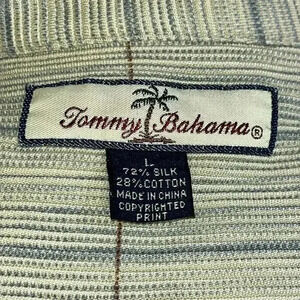 Tommy Bahama®
L
72% SILK
28% COTTON
MADE IN CHINA
COPYRIGHTED
PRINT